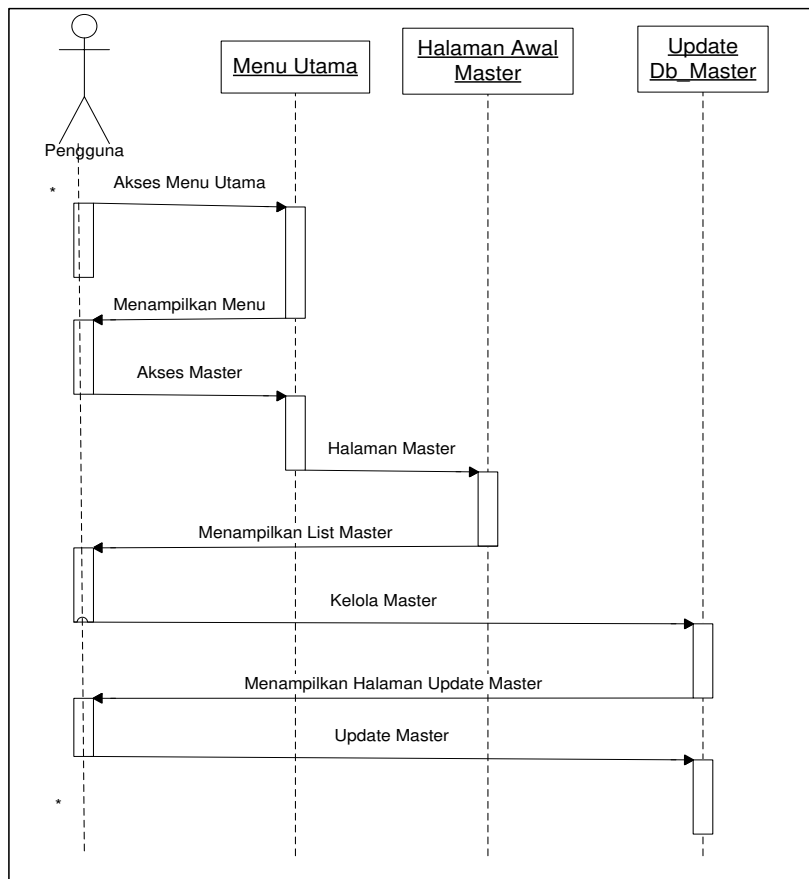 Menu Utama
Halaman Awal
Master
Update
Db_Master
Pengguna
*
Akses Menu Utama
Menampilkan Menu
Akses Master
Halaman Master
Menampilkan List Master
Kelola Master
Menampilkan Halaman Update Master
Update Master
*